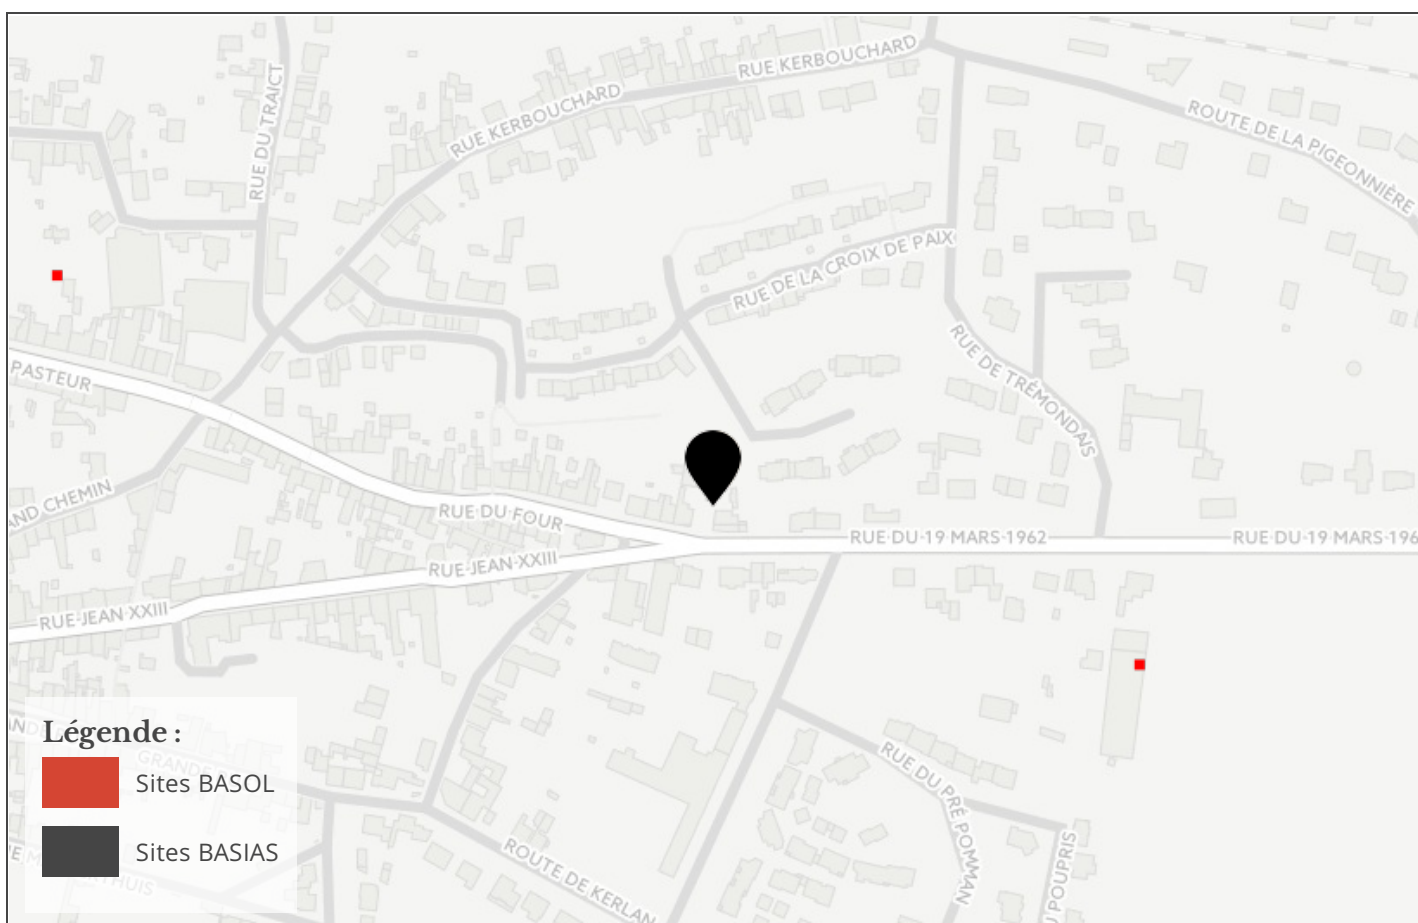 RUE KERBOUCHARD
RUE KERBOUCHARD
RUE DU TRAICT
ROUTE DE LA PIGEONNIÈRE
RUE DE LA CROIX DE PAIX
PASTEUR
RUE DE TRÉMONDAIS
AND CHEMIN
RUE DU FOUR
RUE DU 19 MARS 1962
RUE DU 19 MARS 196
RUE JEAN XXIII
RUE JEAN XXIII
Légende :
GRANDE
Sites BASOL
RUE DU PRÉ POMMAN
Sites BASIAS
ROUTE DE KERLAN
POUPRIS